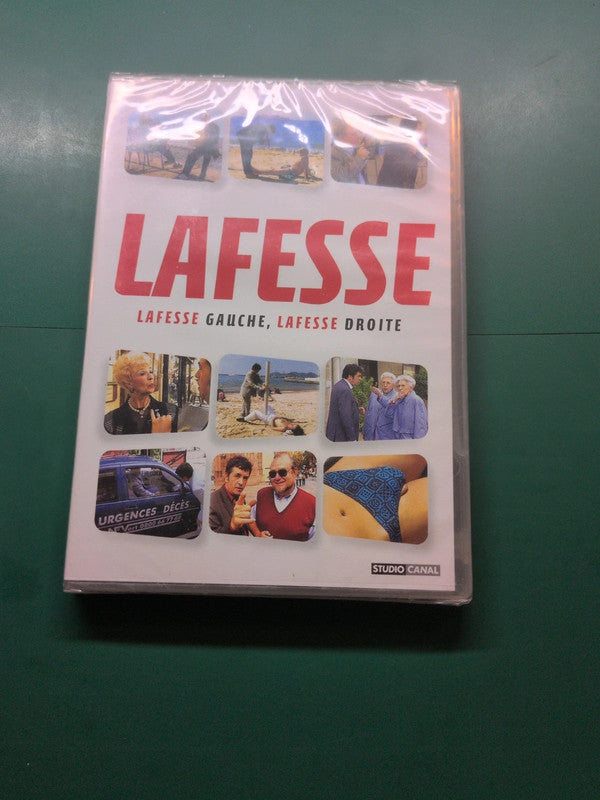 LAFESSE
LAFESSE GAUCHE, LAFESSE DROITE
URGENCES DÉCÈS
STUDIO CANAL